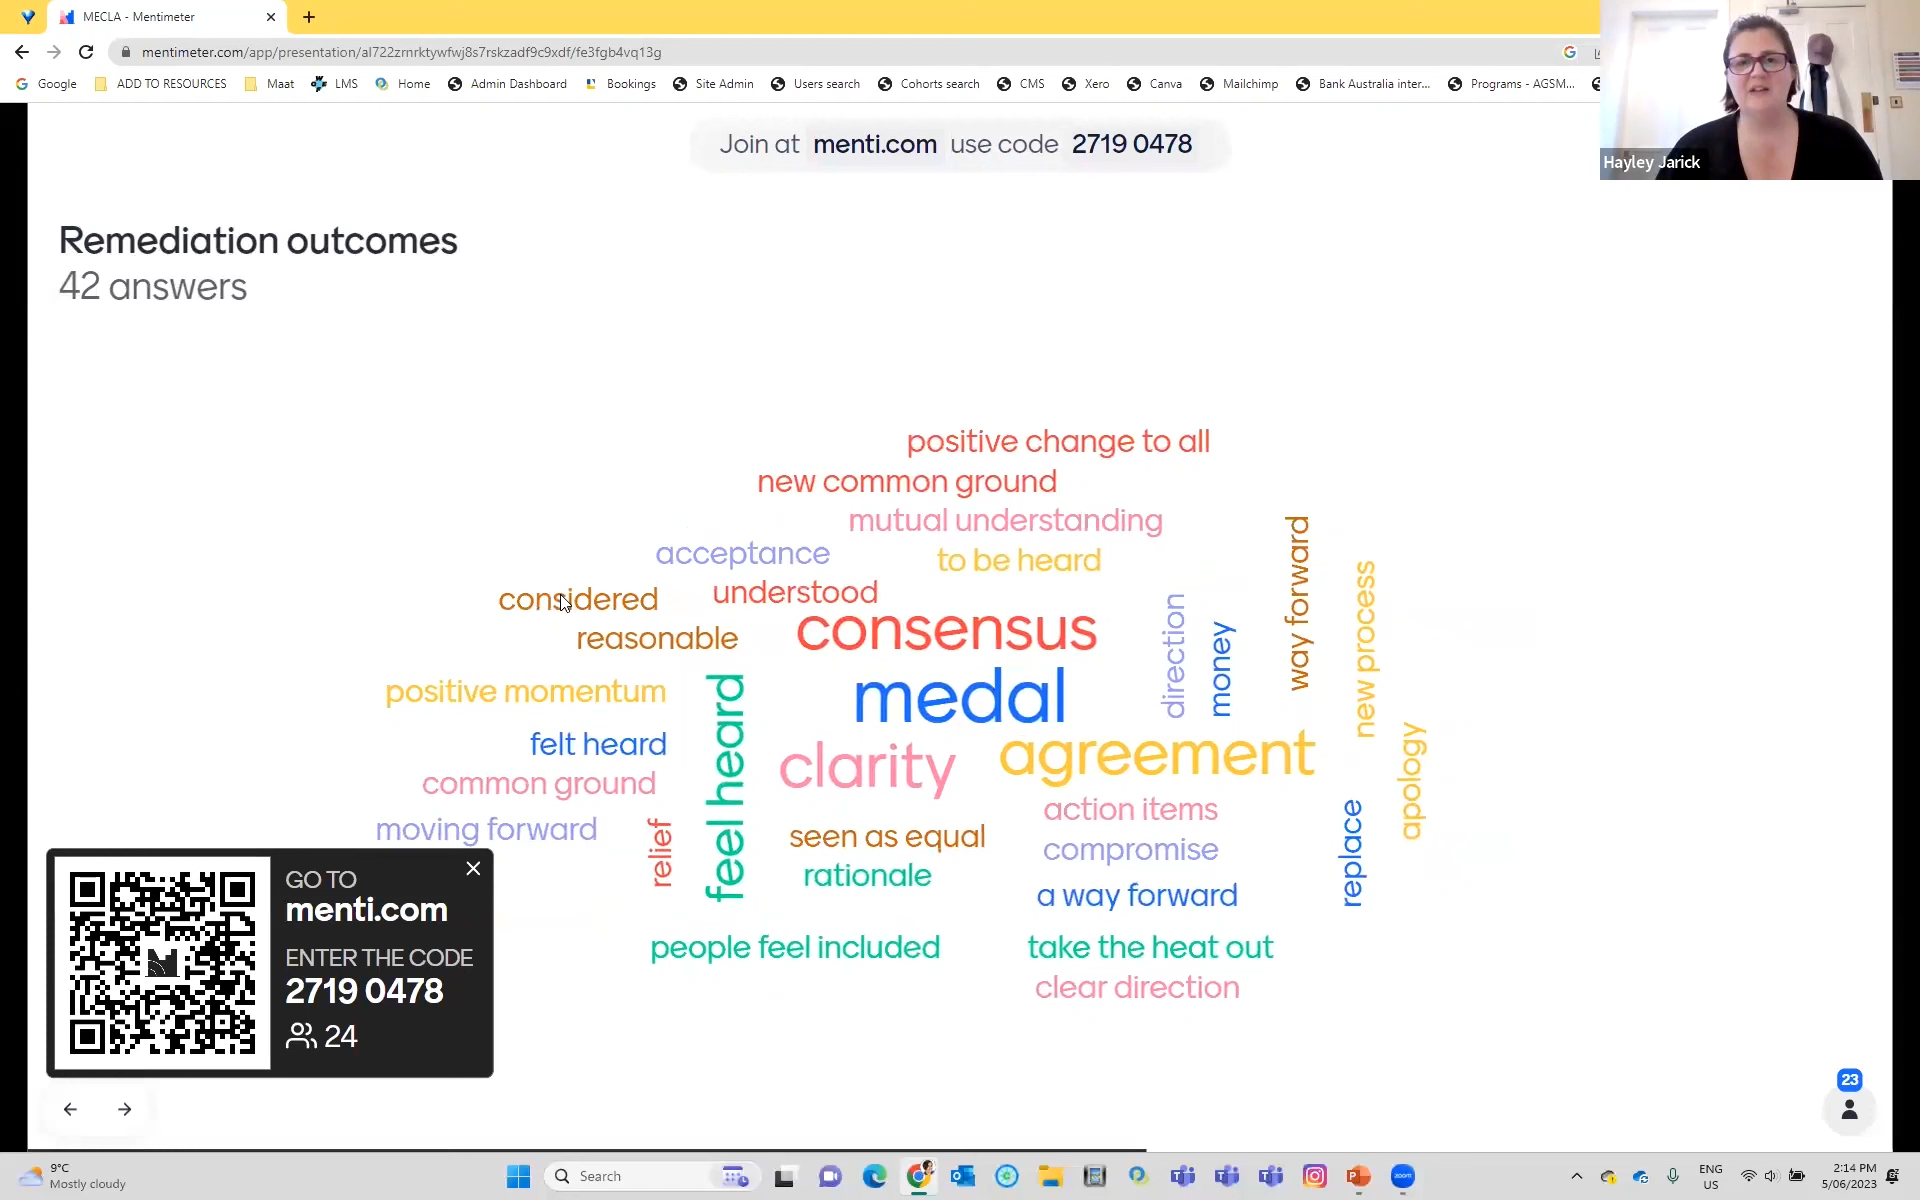 MECLA - Mentimeter
mentimeter.com/app/presentation/al722zrnrktywfwj8s7rskzadf9c9xdf/fe3fgb4vq13g
Google ADD TO RESOURCES Maat LMS Home Admin Dashboard Bookings Site Admin Users search Cohorts search CMS Xero Canva Mailchimp Bank Australia inter... Programs - AGSM...
Hayley Jarick
Join at menti.com use code 2719 0478
Remediation outcomes
42 answers
positive change to all
new common ground
mutual understanding
acceptance
to be heard
considered
understood
reasonable
consensus
direction
money
way forward
new process
positive momentum
medal
feel heard
felt heard
clarity
agreement
apology
common ground
action items
moving forward
relief
seen as equal
compromise
replace
rationale
a way forward
people feel included
take the heat out
clear direction
GO TO
menti.com
ENTER THE CODE
2719 0478
24
23
9°C
Mostly cloudy
Search
zoom
ENG
US
2:14 PM
5/06/2023